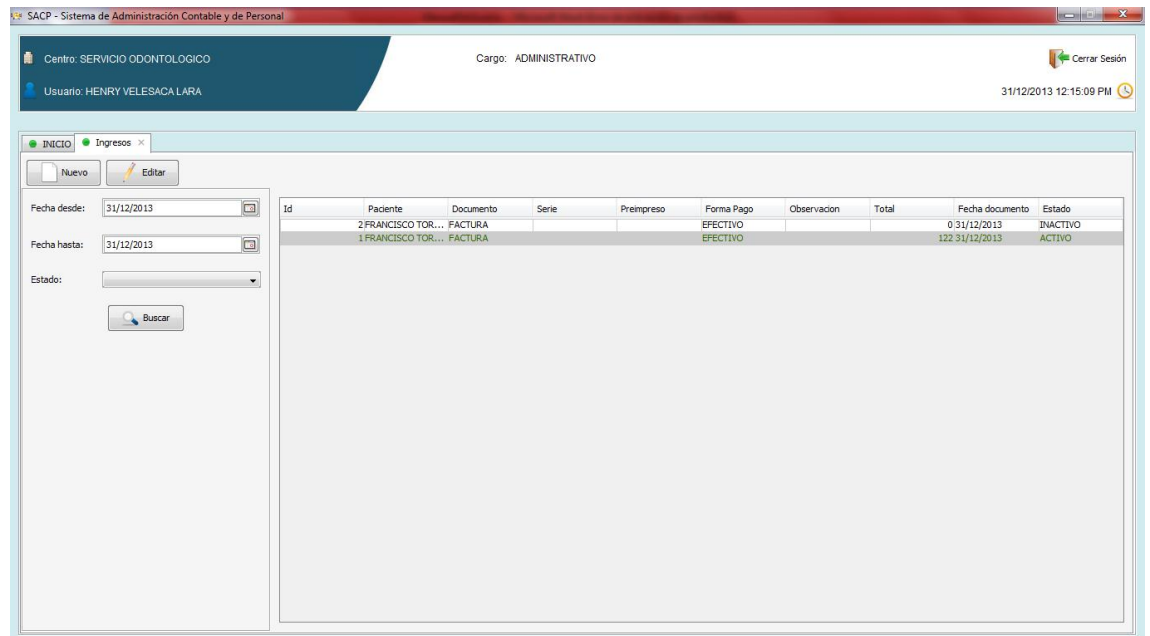 SACP - Sistema de Administración Contable y de Personal
Centro: SERVICIO ODONTOLOGICO
Cargo: ADMINISTRATIVO
Cerrar Sesión
Usuario: HENRY VELESACA LARA
31/12/2013 12:15:09 PM
INICIO Ingresos
Nuevo Editar
Fecha desde: 31/12/2013
Fecha hasta: 31/12/2013
Estado:
Buscar
Id Paciente Documento Serie Preimpreso Forma Pago Observacion Total Fecha documento Estado
2 FRANCISCO TOR... FACTURA EFECTIVO 0 31/12/2013 INACTIVO
1 FRANCISCO TOR... FACTURA EFECTIVO 122 31/12/2013 ACTIVO